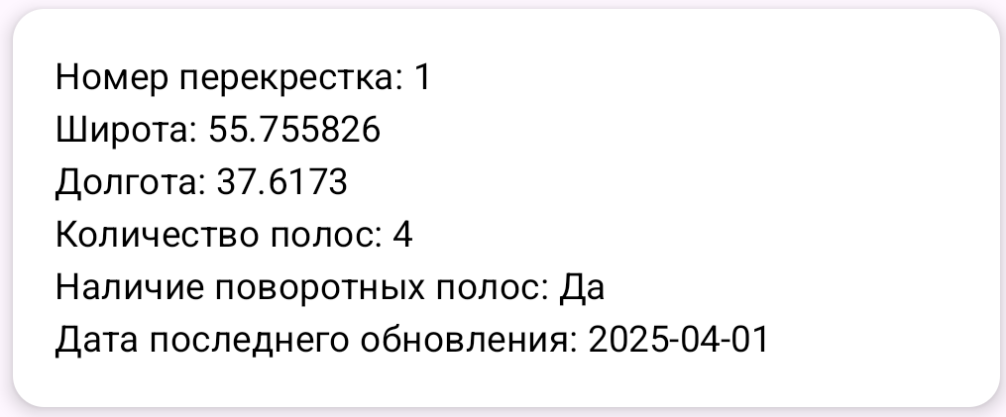 Номер перекрестка: 1
Широта: 55.755826
Долгота: 37.6173
Количество полос: 4
Наличие поворотных полос: Да
Дата последнего обновления: 2025-04-01